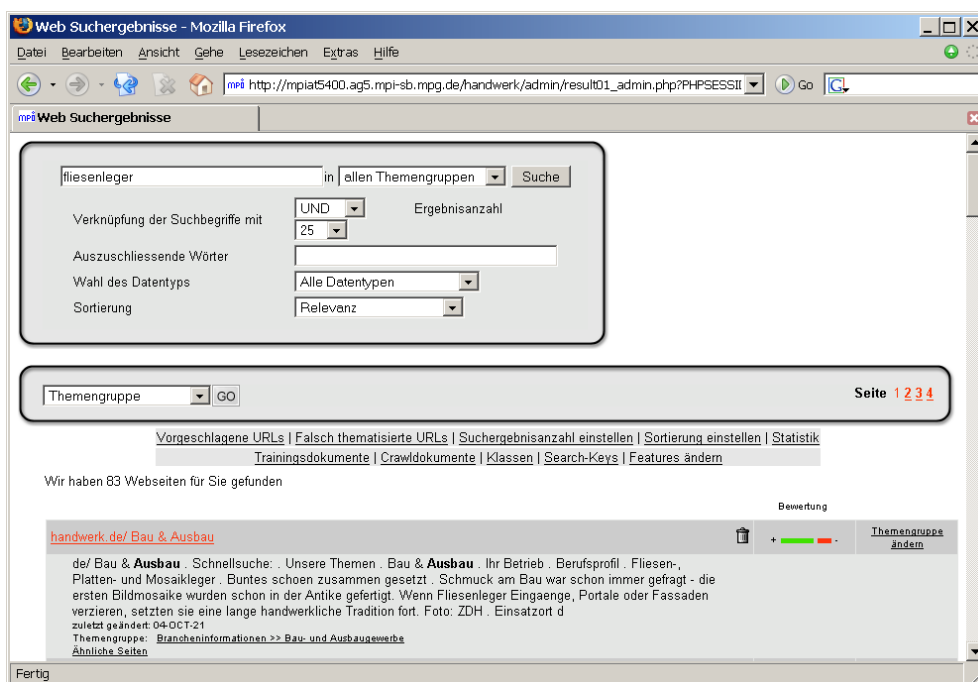 Web Suchergebnisse - Mozilla Firefox
Datei Bearbeiten Ansicht Gehe Lesezeichen Extras Hilfe
http://mpiat5400.ag5.mpi-sb.mpg.de/handwerk/admin/result01_admin.php?PHPSESSII Go
Web Suchergebnisse
fliesenleger in allen Themengruppen Suche
Verknüpfung der Suchbegriffe mit UND Ergebnisanzahl
25
Auszuschliessende Wörter
Wahl des Datentyps Alle Datentypen
Sortierung Relevanz
Themengruppe GO Seite 1 2 3 4
Vorgeschlagene URLs | Falsch thematisierte URLs | Suchergebnisanzahl einstellen | Sortierung einstellen | Statistik
Trainingsdokumente | Crawldokumente | Klassen | Search-Keys | Features ändern
Wir haben 83 Webseiten für Sie gefunden
Bewertung
handwerk.de/ Bau & Ausbau + - Themengruppe
ändern
de/ Bau & Ausbau . Schnellsuche: . Unsere Themen . Bau & Ausbau . Ihr Betrieb . Berufsprofil . Fliesen-,
Platten- und Mosaikleger . Buntes schoen zusammen gesetzt . Schmuck am Bau war schon immer gefragt - die
ersten Bildmosaike wurden schon in der Antike gefertigt. Wenn Fliesenleger Eingaenge, Portale oder Fassaden
verzieren, setzten sie eine lange handwerkliche Tradition fort. Foto: ZDH . Einsatzort d
zuletzt geändert: 04-OCT-21
Themengruppe: Brancheninformationen >> Bau- und Ausbaugewerbe
Ähnliche Seiten
Fertig